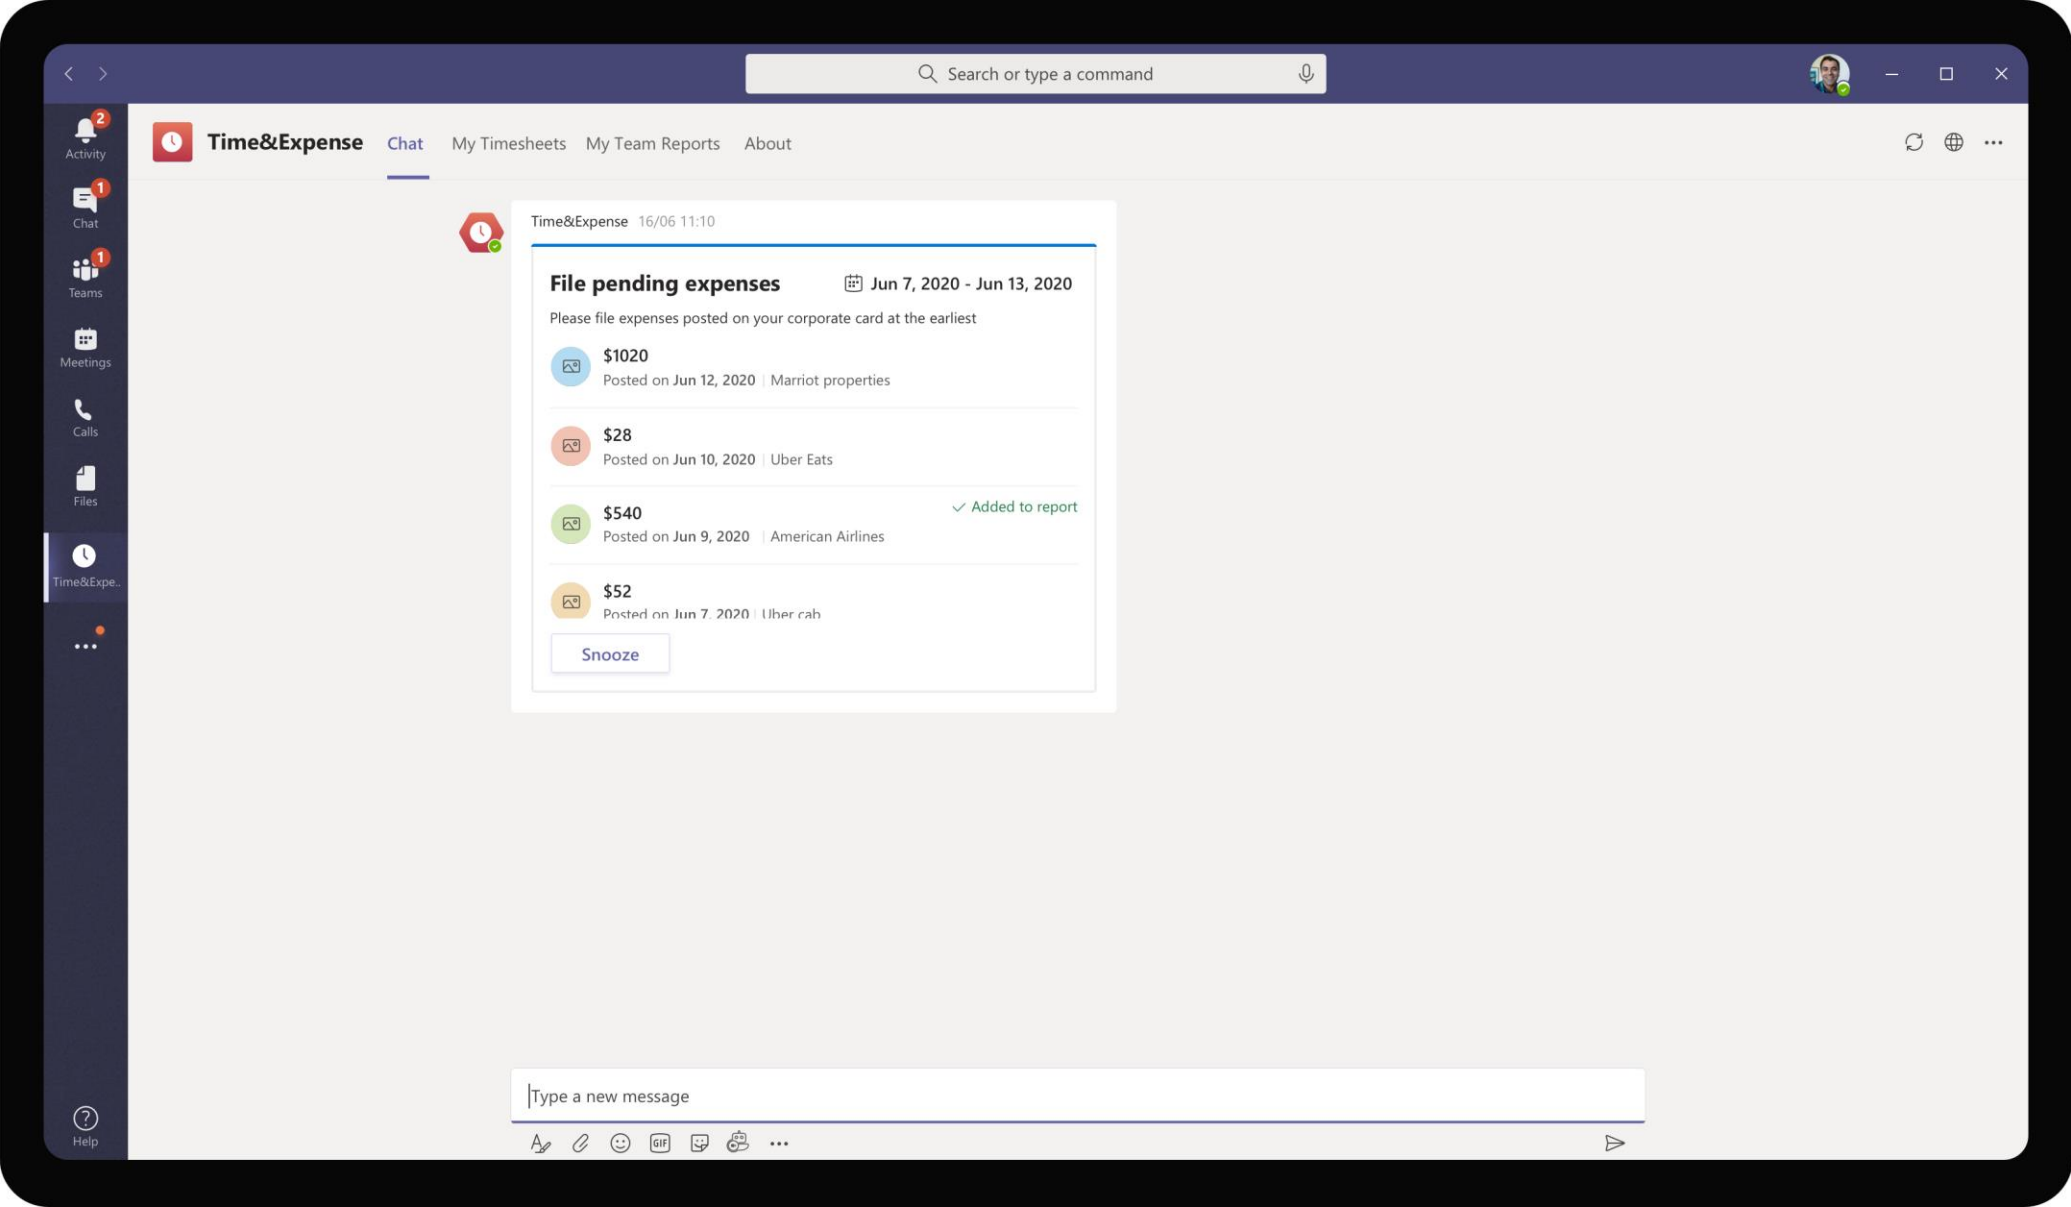 Search or type a command
Activity
2
Chat
1
Teams
1
Meetings
Calls
Files
Time&Expe..
Help
Time&Expense
Chat
My Timesheets
My Team Reports
About
Time&Expense 16/06 11:10
File pending expenses
Jun 7, 2020 - Jun 13, 2020
Please file expenses posted on your corporate card at the earliest
$1020
Posted on Jun 12, 2020 | Marriot properties
$28
Posted on Jun 10, 2020 | Uber Eats
$540
Added to report
Posted on Jun 9, 2020 | American Airlines
$52
Posted on Jun 7, 2020 | Uber cab
Snooze
Type a new message
GIF